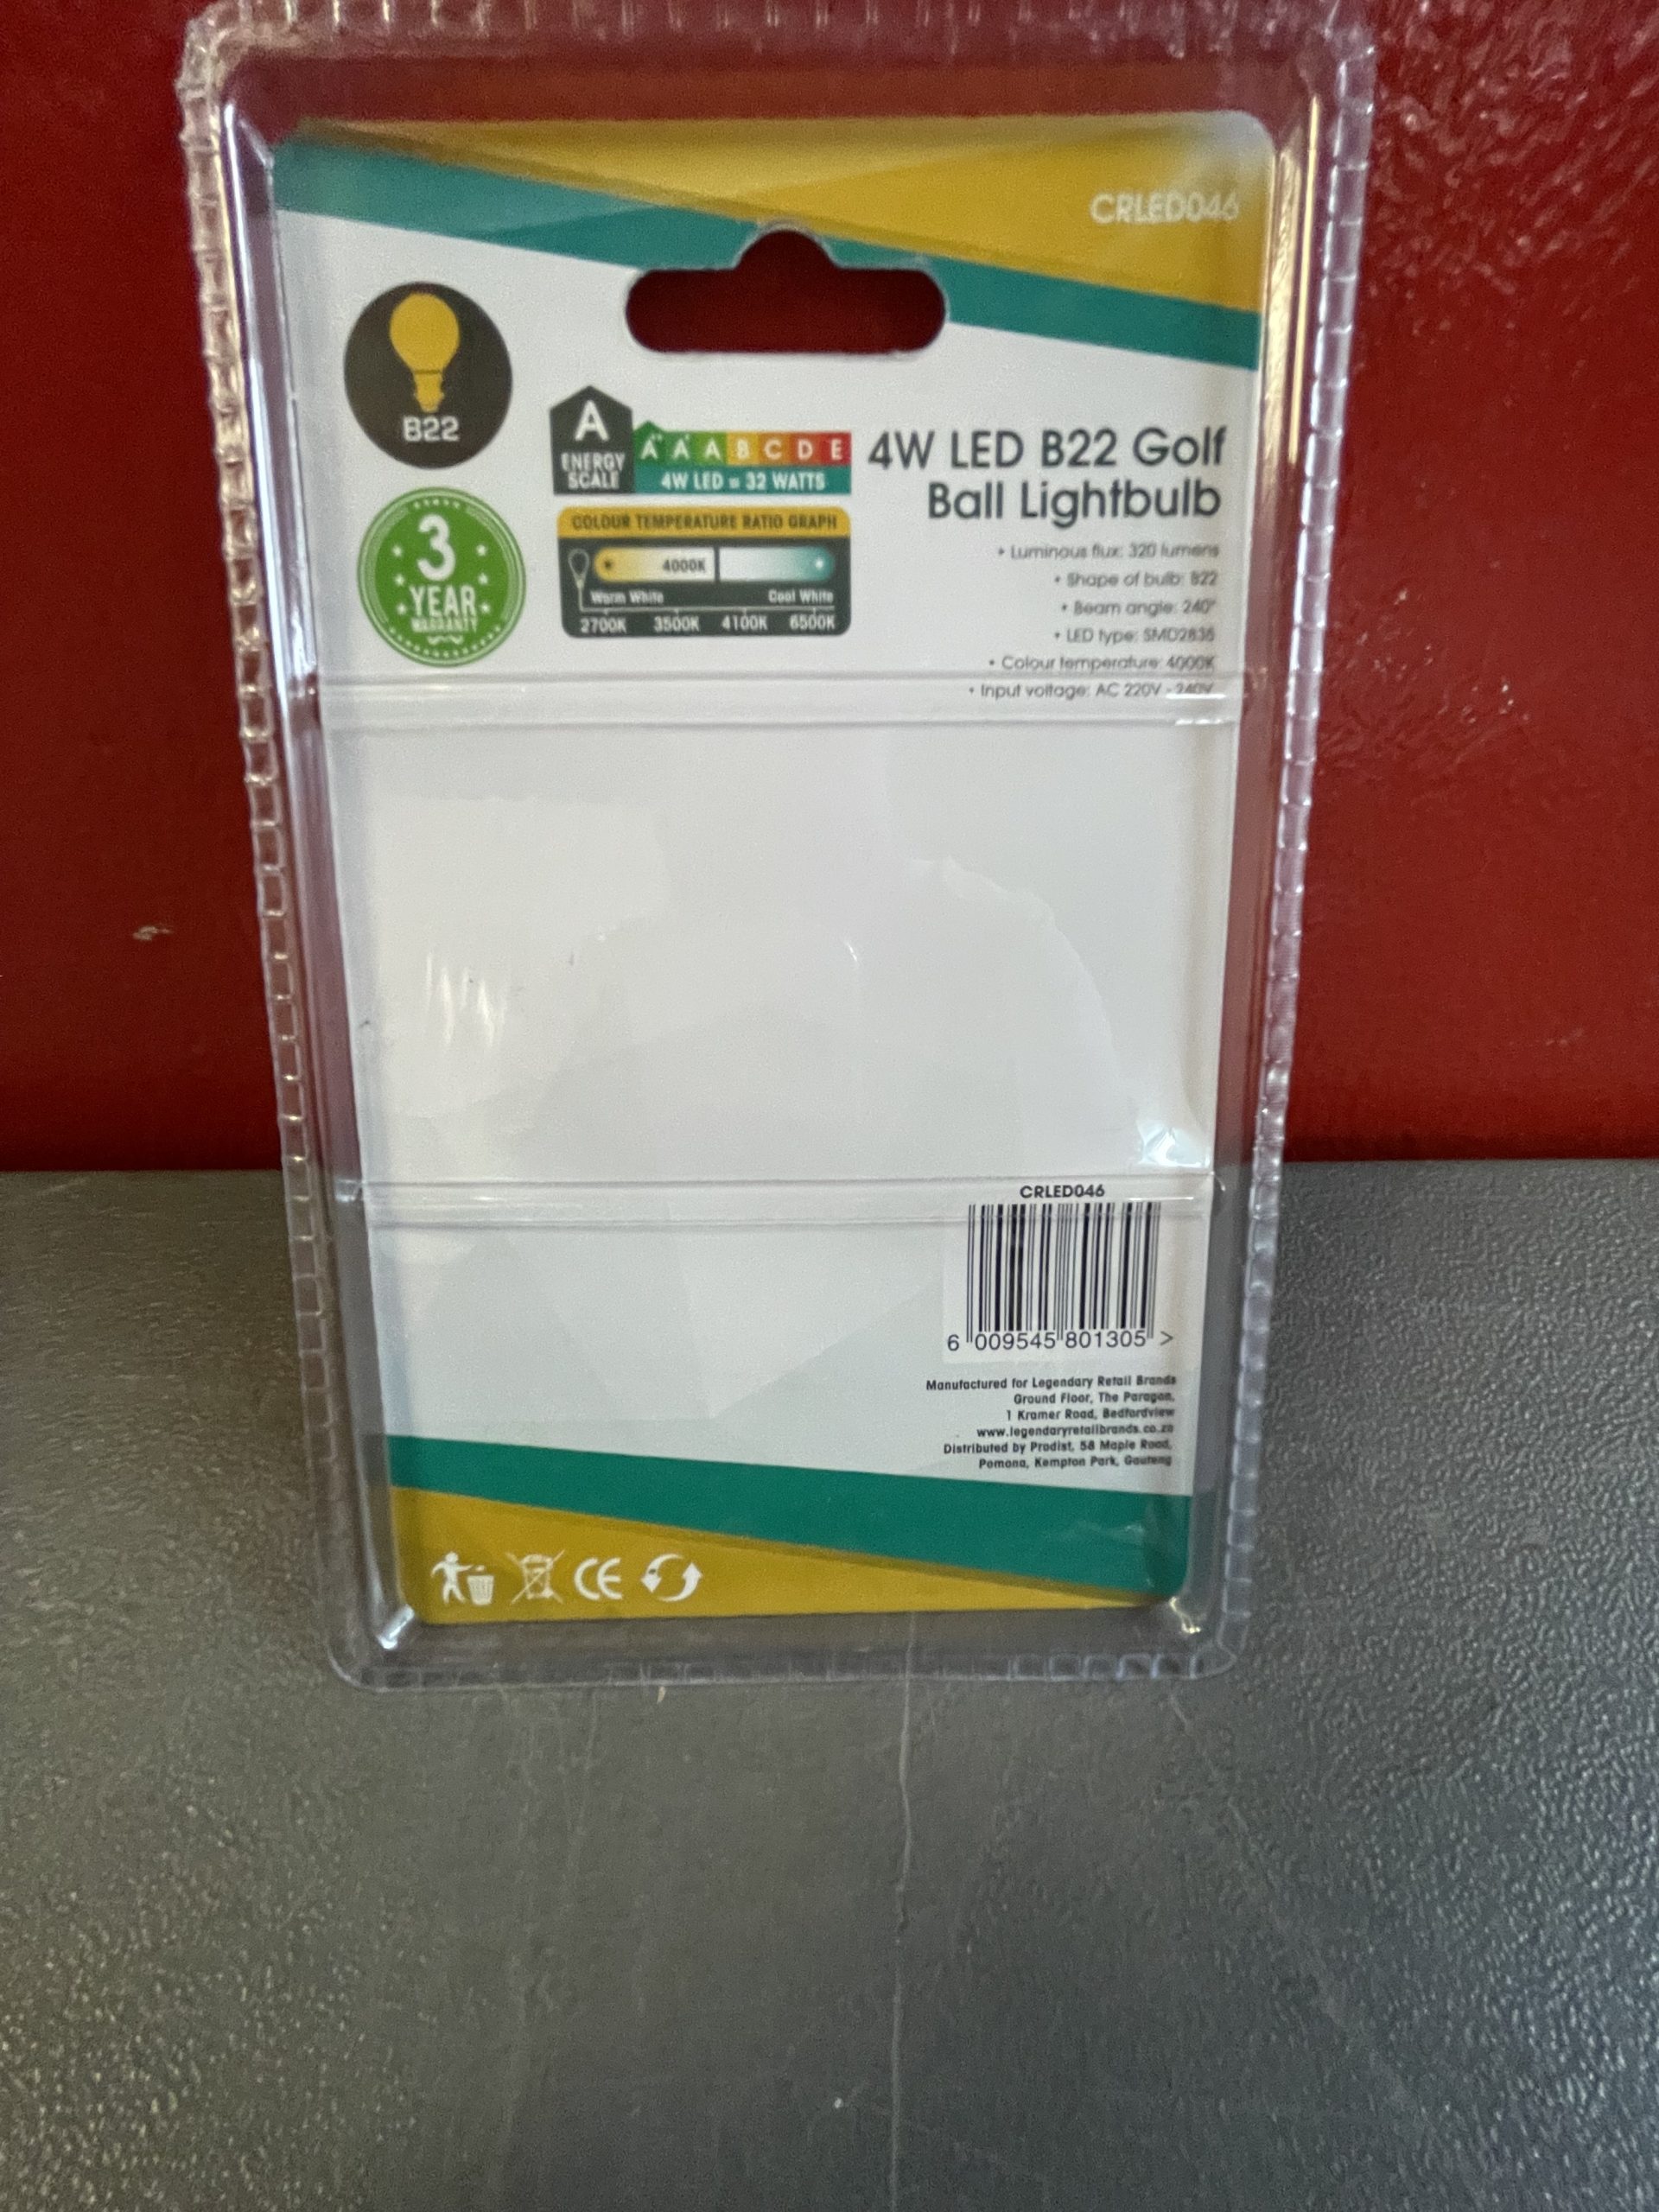 CRLED046
B22
A
ENERGY
SCALE
A+ A+ A B C D E
4W LED = 32 WATTS
3
YEAR
WARRANTY
COLOUR TEMPERATURE RATIO GRAPH
4000K
Warm White Cool White
2700K 3500K 4100K 6500K
4W LED B22 Golf
Ball Lightbulb
• Luminous flux: 320 lumens
• Shape of bulb: B22
• Beam angle: 240°
• LED type: SMD2835
• Colour temperature: 4000K
• Input voltage: AC 220V - 240V
CRLED046
6 009545 801305 >
Manufactured for Legendary Retail Brands
Ground Floor, The Paragon,
1 Kramer Road, Bedfordview
www.legendaryretailbrands.co.za
Distributed by Prodist, 58 Maple Road,
Pomona, Kempton Park, Gauteng
CE